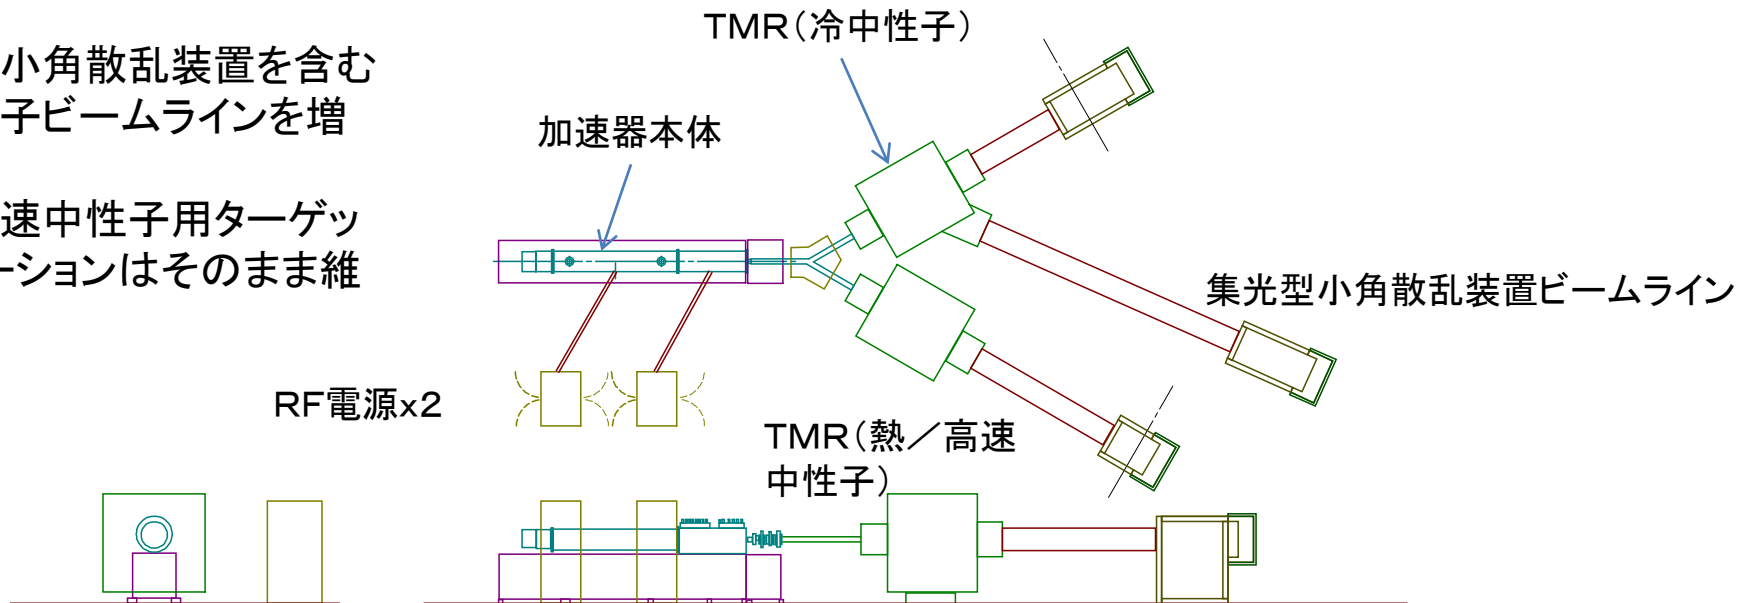 TMR（冷中性子）
小角散乱装置を含む
子ビームラインを増
加速器本体
速中性子用ターゲッ
ーションはそのまま維
集光型小角散乱装置ビームライン
RF電源x2
TMR（熱／高速
中性子）